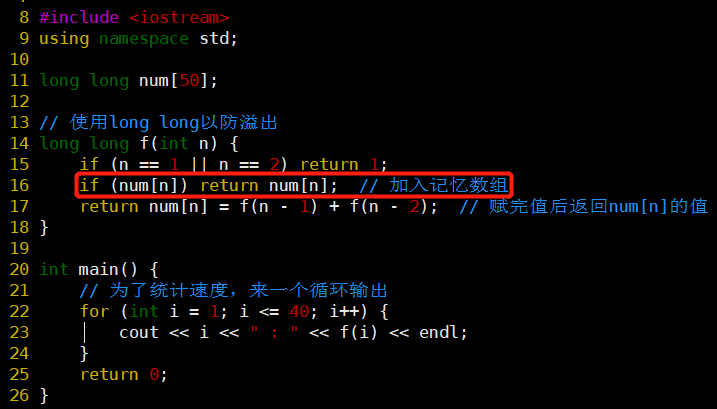 8 #include <iostream>
9 using namespace std;
10
11 long long num[50];
12
13 // 使用long long以防溢出
14 long long f(int n) {
15     if (n == 1 || n == 2) return 1;
16     if (num[n]) return num[n];  // 加入记忆数组
17     return num[n] = f(n - 1) + f(n - 2);  // 赋完值后返回num[n]的值
18 }
19
20 int main() {
21     // 为了统计速度，来一个循环输出
22     for (int i = 1; i <= 40; i++) {
23         cout << i << " : " << f(i) << endl;
24     }
25     return 0;
26 }